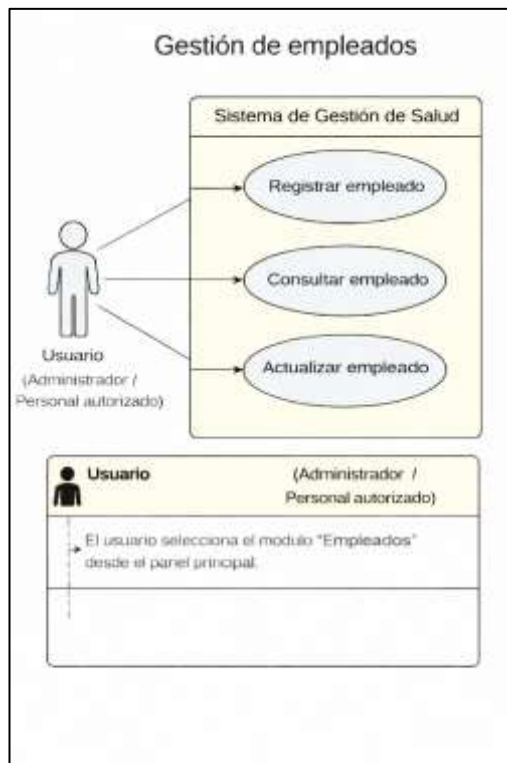 Gestión de empleados
Sistema de Gestión de Salud
Registrar empleado
Consultar empleado
Actualizar empleado
Usuario
(Administrador /
Personal autorizado)
Usuario
(Administrador /
Personal autorizado)
El usuario selecciona el modulo "Empleados"
desde el panel principal.